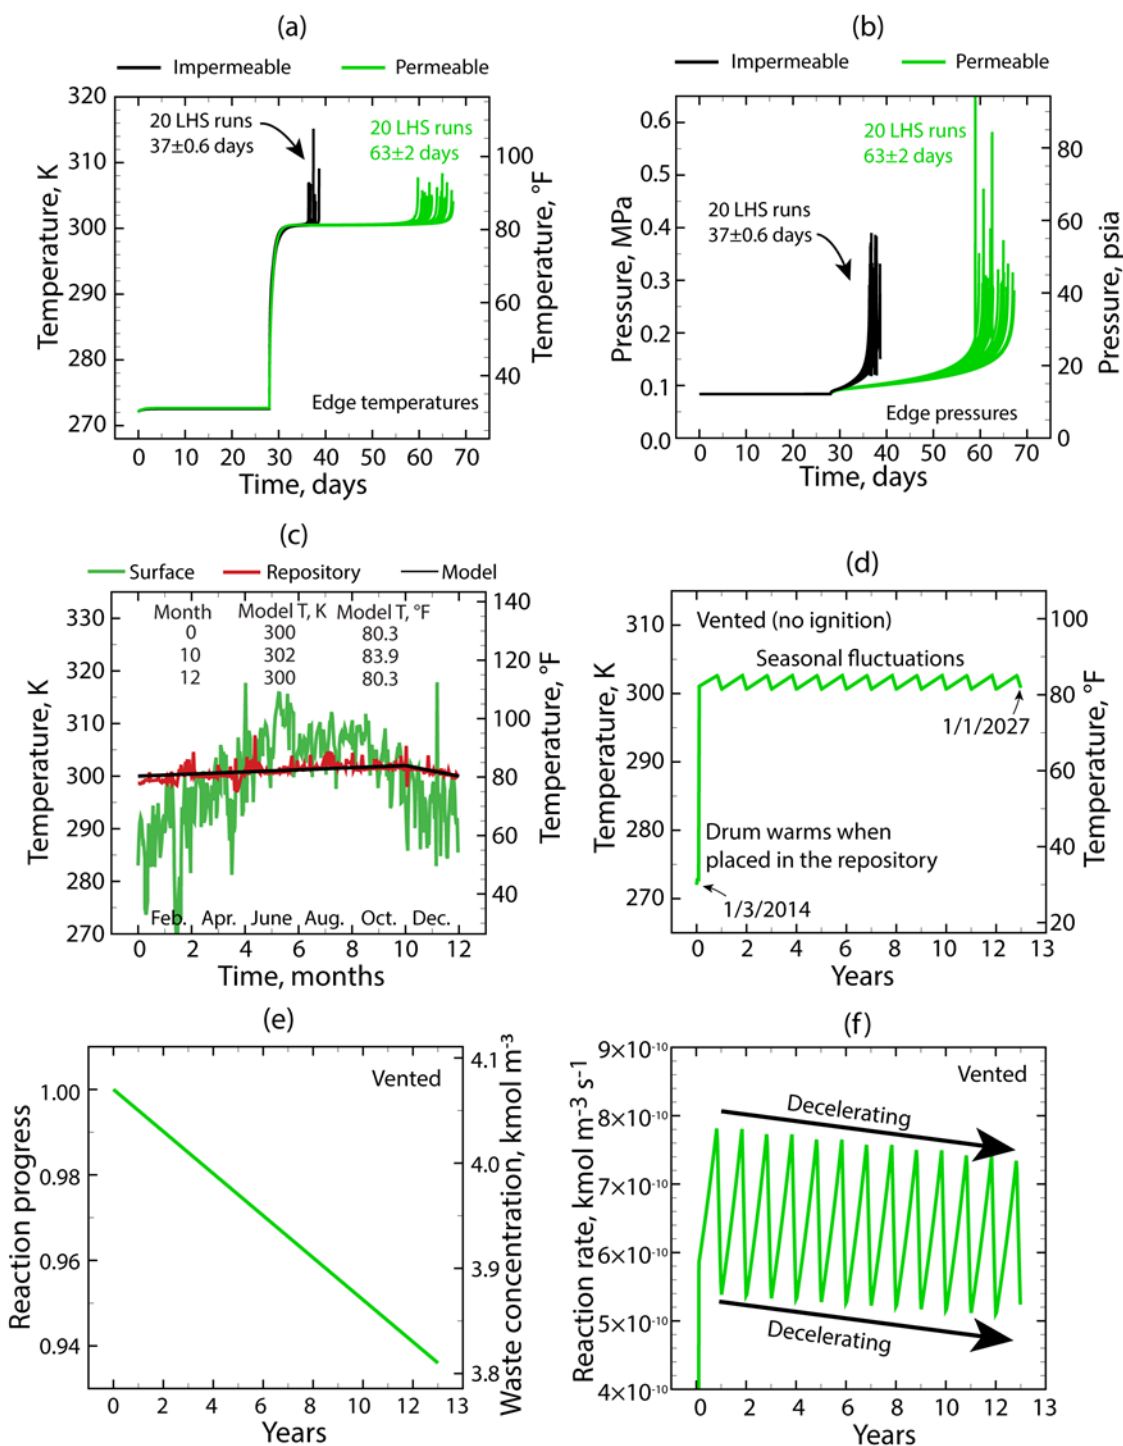 (a)
Impermeable
Permeable
320
310
300
290
280
270
Temperature, K
20 LHS runs
37±0.6 days
20 LHS runs
63±2 days
Edge temperatures
100
80
60
40
Temperature, °F
0 10 20 30 40 50 60 70
Time, days
(b)
Impermeable
Permeable
0.6
0.5
0.4
0.3
0.2
0.1
0.0
Pressure, MPa
20 LHS runs
63±2 days
20 LHS runs
37±0.6 days
Edge pressures
80
60
40
20
0
Pressure, psia
0 10 20 30 40 50 60 70
Time, days
(c)
Surface
Repository
Model
330
320
310
300
290
280
270
Temperature, K
Month Model T, K Model T, °F
0 300 80.3
10 302 83.9
12 300 80.3
Feb. Apr. June Aug. Oct. Dec.
140
120
100
80
60
40
Temperature, °F
0 2 4 6 8 10 12
Time, months
(d)
310
300
290
280
270
Temperature, K
Vented (no ignition)
Seasonal fluctuations
1/1/2027
Drum warms when
placed in the repository
1/3/2014
100
80
60
40
20
Temperature, °F
0 2 4 6 8 10 12 13
Years
(e)
1.00
0.98
0.96
0.94
Reaction progress
Vented
4.1
4.0
3.9
3.8
Waste concentration, kmol m⁻³
0 2 4 6 8 10 12 13
Years
(f)
9×10⁻¹⁰
8×10⁻¹⁰
7×10⁻¹⁰
6×10⁻¹⁰
5×10⁻¹⁰
4×10⁻¹⁰
Reaction rate, kmol m⁻³ s⁻¹
Vented
Decelerating
Decelerating
0 2 4 6 8 10 12 13
Years